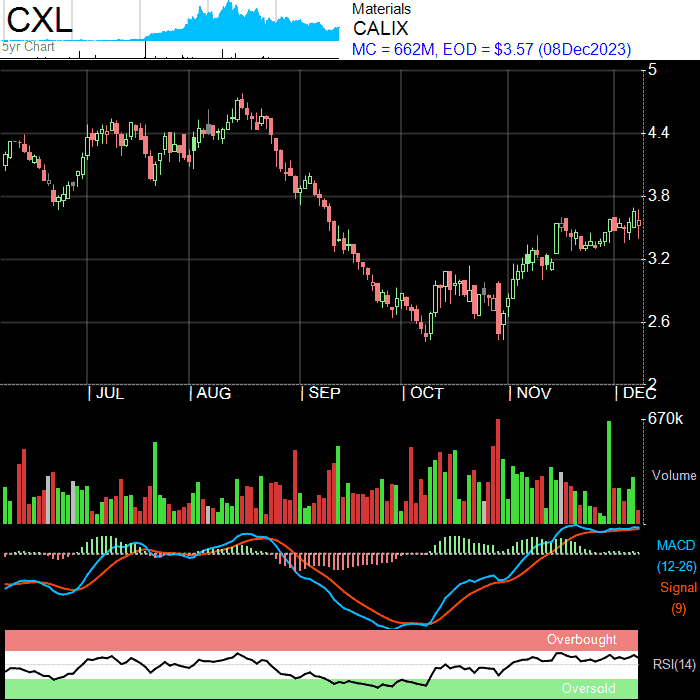 CXL
5yr Chart
Materials
CALIX
MC = 662M, EOD = $3.57 (08Dec2023)
5
4.4
3.8
3.2
2.6
2
| JUL | AUG | SEP | OCT | NOV | DEC
670k
Volume
MACD
(12-26)
Signal
(9)
Overbought
RSI(14)
Oversold